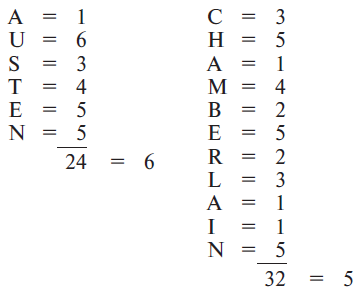 A = 1
U = 6
S = 3
T = 4
E = 5
N = 5
24 = 6
C = 3
H = 5
A = 1
M = 4
B = 2
E = 5
R = 2
L = 3
A = 1
I = 1
N = 5
32 = 5